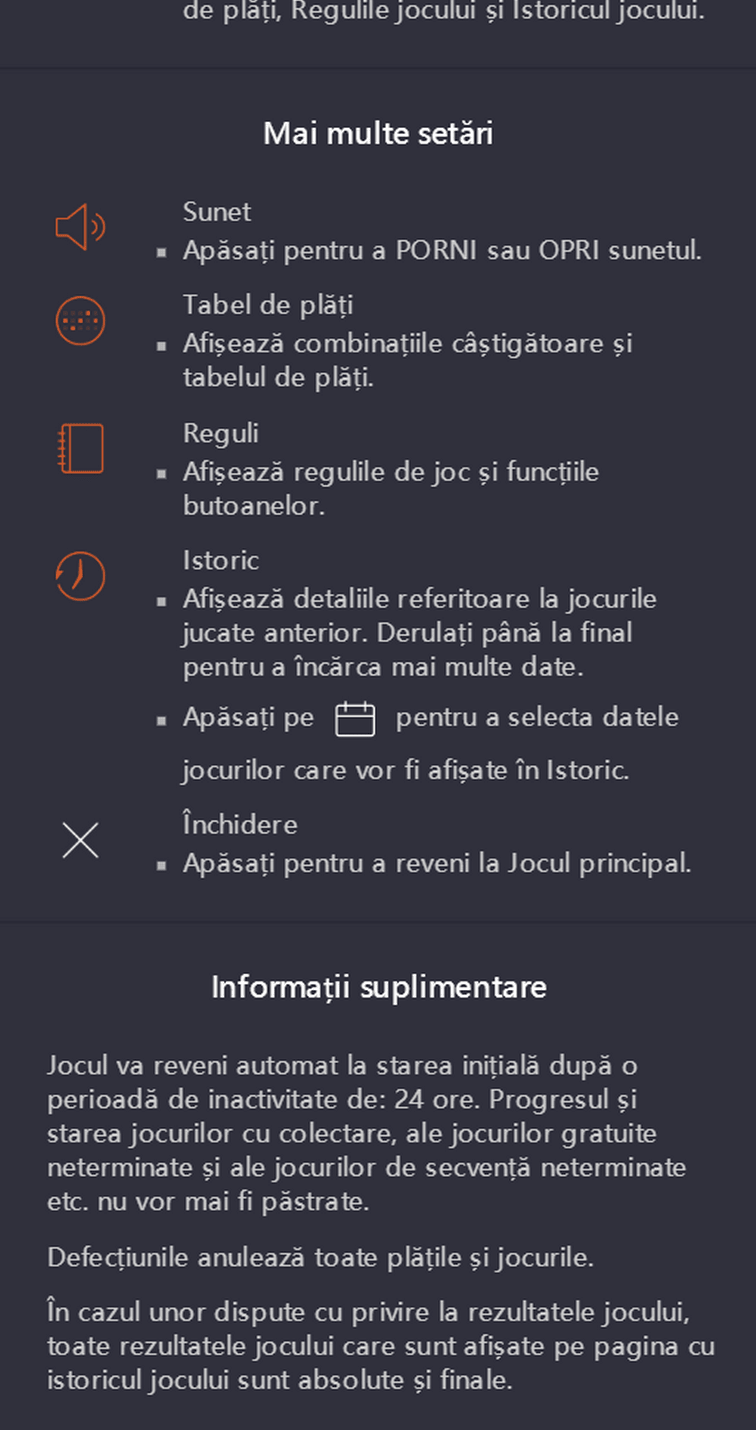 de plăți, Regulile jocului și Istoricul jocului.
Mai multe setări
Sunet
▪ Apăsați pentru a PORNI sau OPRI sunetul.
Tabel de plăți
▪ Afișează combinațiile câștigătoare și
tabelul de plăți.
Reguli
▪ Afișează regulile de joc și funcțiile
butoanelor.
Istoric
▪ Afișează detaliile referitoare la jocurile
jucate anterior. Derulați până la final
pentru a încărca mai multe date.
▪ Apăsați pe pentru a selecta datele
jocurilor care vor fi afișate în Istoric.
Închidere
▪ Apăsați pentru a reveni la Jocul principal.
Informații suplimentare
Jocul va reveni automat la starea inițială după o
perioadă de inactivitate de: 24 ore. Progresul și
starea jocurilor cu colectare, ale jocurilor gratuite
neterminate și ale jocurilor de secvență neterminate
etc. nu vor mai fi păstrate.
Defecțiunile anulează toate plățile și jocurile.
În cazul unor dispute cu privire la rezultatele jocului,
toate rezultatele jocului care sunt afișate pe pagina cu
istoricul jocului sunt absolute și finale.